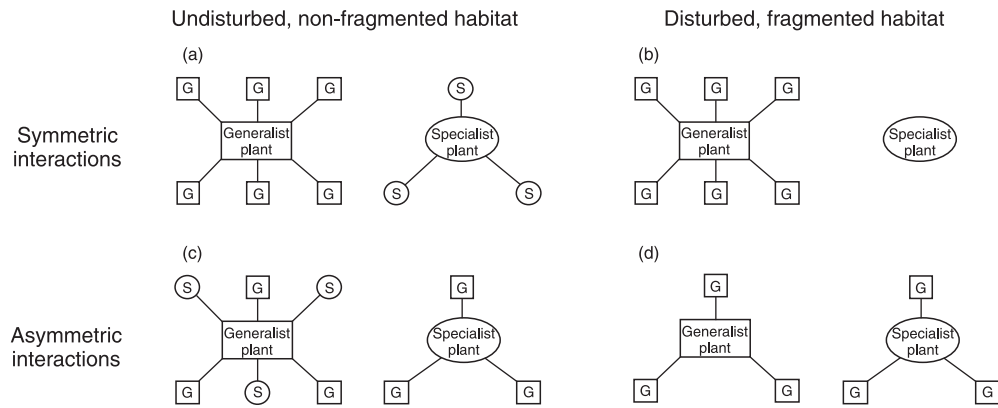 Undisturbed, non-fragmented habitat
Disturbed, fragmented habitat
(a)
(b)
Symmetric
interactions
G G G
Generalist
plant
G G G
S
Specialist
plant
S S
G G G
Generalist
plant
G G G
Specialist
plant
(c)
(d)
Asymmetric
interactions
S G S
Generalist
plant
G S G
G
Specialist
plant
G G
G
Generalist
plant
G G
G
Specialist
plant
G G